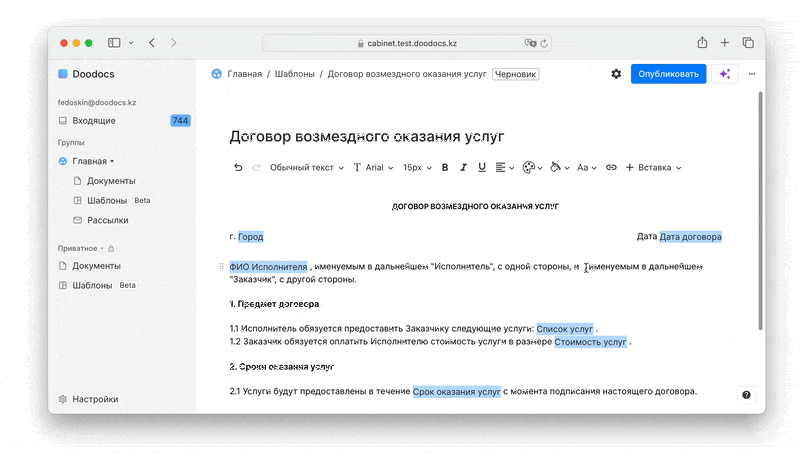 cabinet.test.doodocs.kz
Doodocs
Главная / Шаблоны / Договор возмездного оказания услуг Черновик
Опубликовать
fedoskin@doodocs.kz
Входящие 744
Группы
Главная
Документы
Шаблоны Beta
Рассылки
Приватное
Документы
Шаблоны Beta
Настройки
Договор возмездного оказания услуг
Обычный текст Arial 15px B I U Aa + Вставка
ДОГОВОР ВОЗМЕЗДНОГО ОКАЗАНИЯ УСЛУГ
г. Город Дата Дата договора
ФИО Исполнителя , именуемым в дальнейшем "Исполнитель", с одной стороны, и именуемым в дальнейшем
"Заказчик", с другой стороны.
1. Предмет договора
1.1 Исполнитель обязуется предоставить Заказчику следующие услуги: Список услуг .
1.2 Заказчик обязуется оплатить Исполнителю стоимость услуги в размере Стоимость услуг .
2. Сроки оказания услуг
2.1 Услуги будут предоставлены в течение Срок оказания услуг с момента подписания настоящего договора.